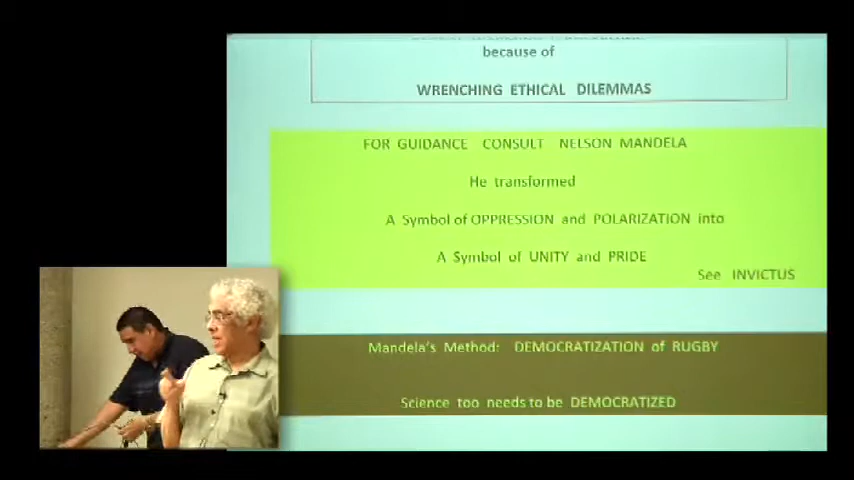 because of
WRENCHING ETHICAL DILEMMAS
FOR GUIDANCE CONSULT NELSON MANDELA
He transformed
A Symbol of OPPRESSION and POLARIZATION into
A Symbol of UNITY and PRIDE
See INVICTUS
Mandela's Method: DEMOCRATIZATION of RUGBY
Science too needs to be DEMOCRATIZED